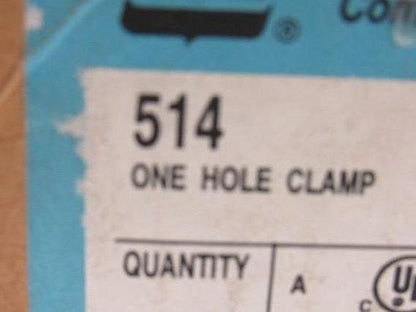 514
ONE HOLE CLAMP
QUANTITY A